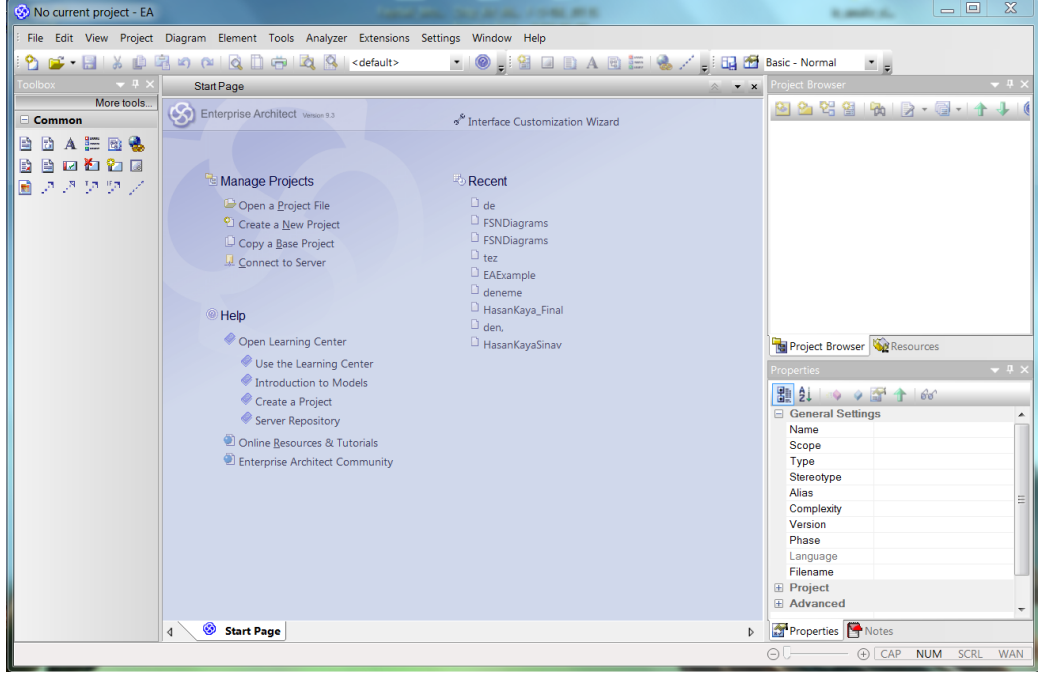 No current project - EA
File Edit View Project Diagram Element Tools Analyzer Extensions Settings Window Help
<default>
Basic - Normal
Toolbox
More tools...
Common
Start Page
Enterprise Architect Version 9.3
Interface Customization Wizard
Manage Projects
Open a Project File
Create a New Project
Copy a Base Project
Connect to Server
Help
Open Learning Center
Use the Learning Center
Introduction to Models
Create a Project
Server Repository
Online Resources & Tutorials
Enterprise Architect Community
Recent
de
FSNDiagrams
FSNDiagrams
tez
EAExample
deneme
HasanKaya_Final
den,
HasanKayaSinav
Start Page
Project Browser
Project Browser Resources
Properties
General Settings
Name
Scope
Type
Stereotype
Alias
Complexity
Version
Phase
Language
Filename
Project
Advanced
Properties Notes
CAP NUM SCRL WAN